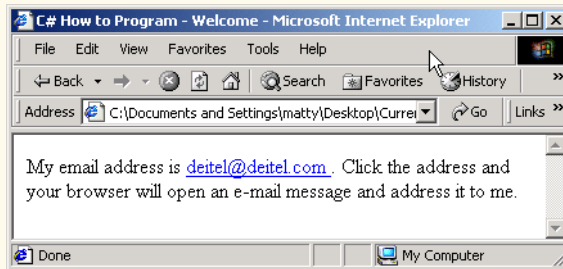 C# How to Program - Welcome - Microsoft Internet Explorer
File Edit View Favorites Tools Help
Back Search Favorites History »
Address C:\Documents and Settings\matty\Desktop\Currer Go Links »
My email address is deitel@deitel.com . Click the address and
your browser will open an e-mail message and address it to me.
Done My Computer